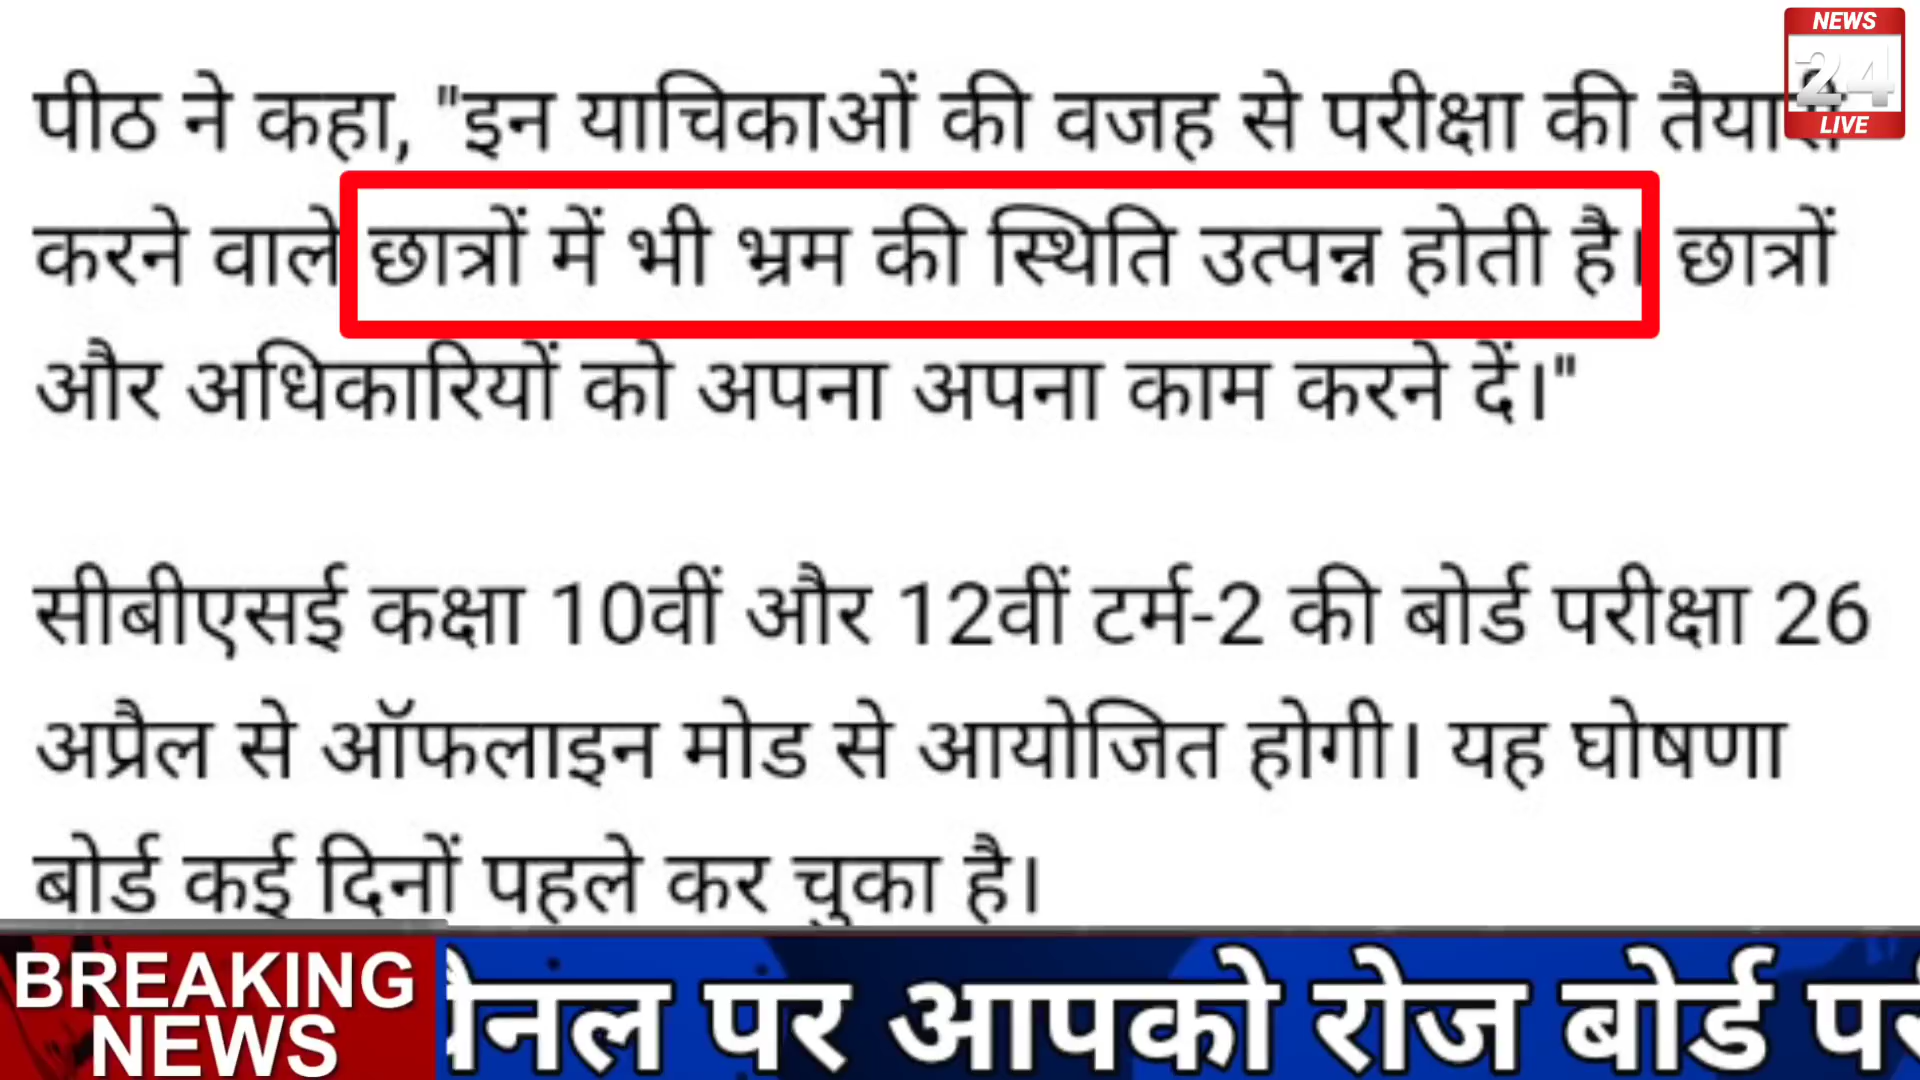 NEWS
24
LIVE
पीठ ने कहा, "इन याचिकाओं की वजह से परीक्षा की
करने वाले छात्रों में भी भ्रम की स्थिति उत्पन्न होती है। छात्रों
और अधिकारियों को अपना अपना काम करने दें।"
सीबीएसई कक्षा 10वीं और 12वीं टर्म-2 की बोर्ड परीक्षा 26
अप्रैल से ऑफलाइन मोड से आयोजित होगी। यह घोषणा
बोर्ड कई दिनों पहले कर चुका है।
BREAKING
NEWS
पर आपको रोज बोर्ड